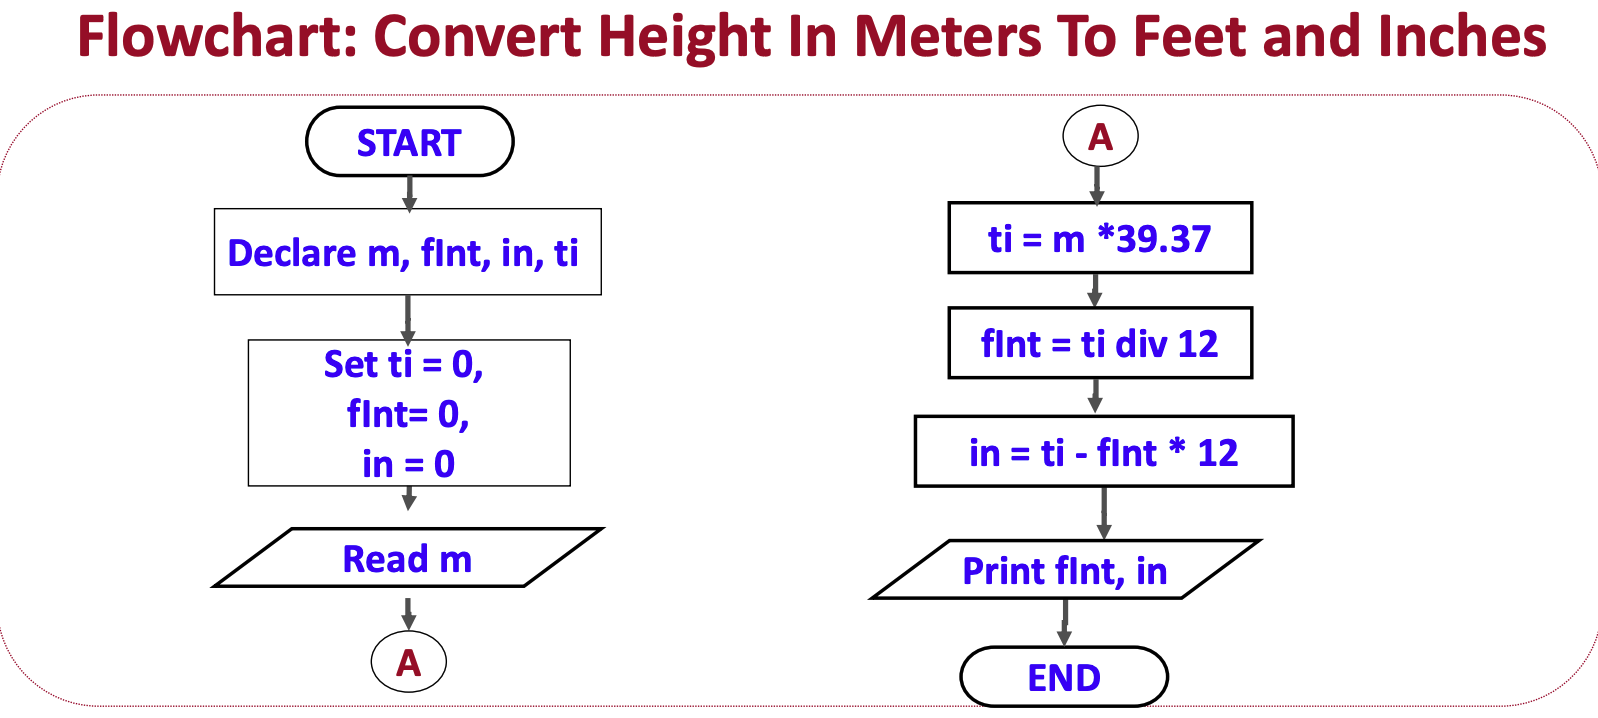 Flowchart: Convert Height In Meters To Feet and Inches
START
Declare m, fInt, in, ti
Set ti = 0,
fInt= 0,
in = 0
Read m
A
A
ti = m *39.37
fInt = ti div 12
in = ti - fInt * 12
Print fInt, in
END